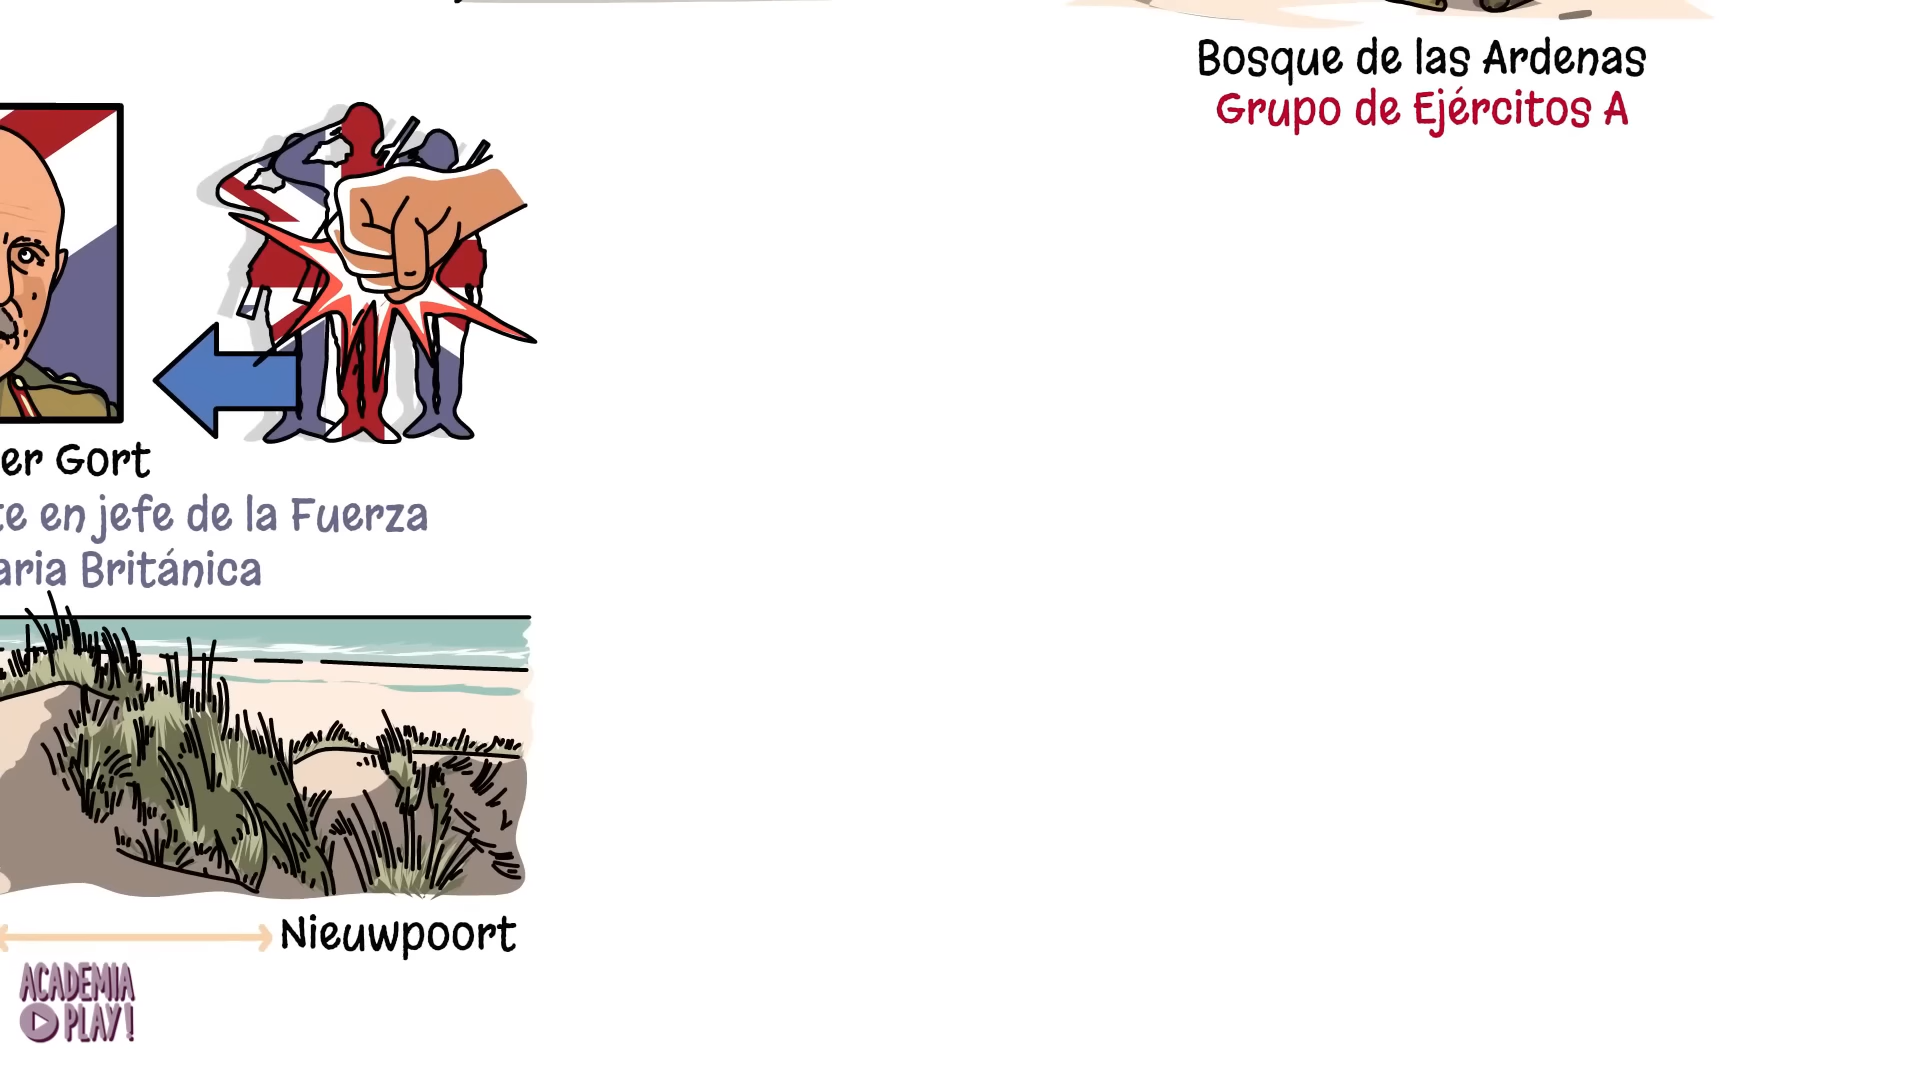 Bosque de las Ardenas
Grupo de Ejércitos A
er Gort
te en jefe de la Fuerza
aria Británica
Nieuwpoort
ACADEMIA
PLAY!